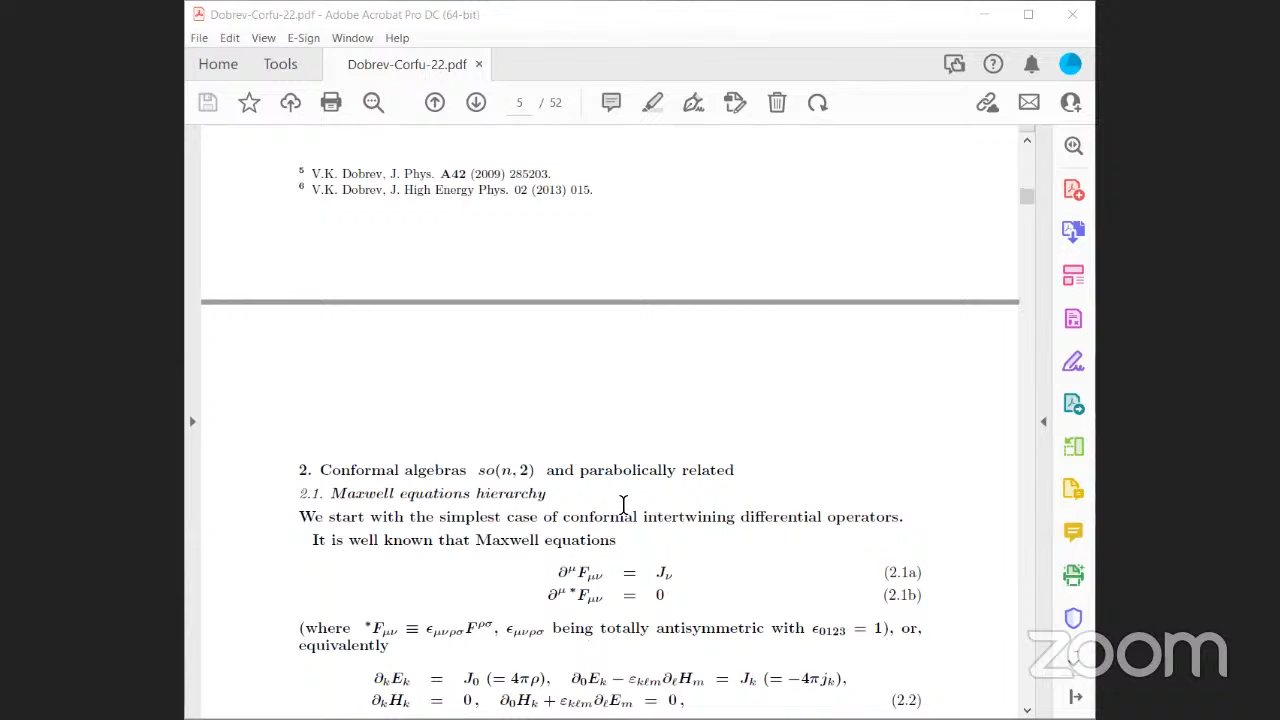 Dobrev-Corfu-22.pdf - Adobe Acrobat Pro DC (64-bit)
File Edit View E-Sign Window Help
Home Tools Dobrev-Corfu-22.pdf ×
5 / 52
⁵ V.K. Dobrev, J. Phys. A42 (2009) 285203.
⁶ V.K. Dobrev, J. High Energy Phys. 02 (2013) 015.
2. Conformal algebras so(n, 2) and parabolically related
2.1. Maxwell equations hierarchy
We start with the simplest case of conformal intertwining differential operators.
It is well known that Maxwell equations
∂^μ F_μν = J_ν (2.1a)
∂^μ *F_μν = 0 (2.1b)
(where *F_μν ≡ ϵ_μνρσ F^ρσ, ϵ_μνρσ being totally antisymmetric with ϵ_0123 = 1), or,
equivalently
∂_k E_k = J_0 (= 4πρ), ∂_0 E_k − ε_kℓm ∂_ℓ H_m = J_k (= −4πj_k),
∂_k H_k = 0, ∂_0 H_k + ε_kℓm ∂_ℓ E_m = 0, (2.2)
zoom